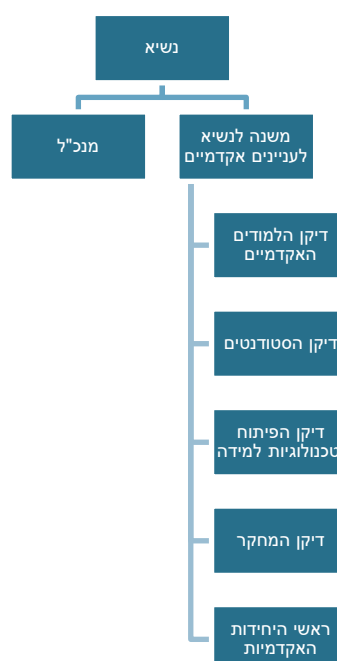 נשיא
משנה לנשיא
לעניינים אקדמיים
מנכ"ל
דיקן הלמודים
האקדמיים
דיקן הסטודנטים
דיקן הפיתוח
טכנולוגיות למידה
דיקן המחקר
ראשי היחידות
האקדמיות